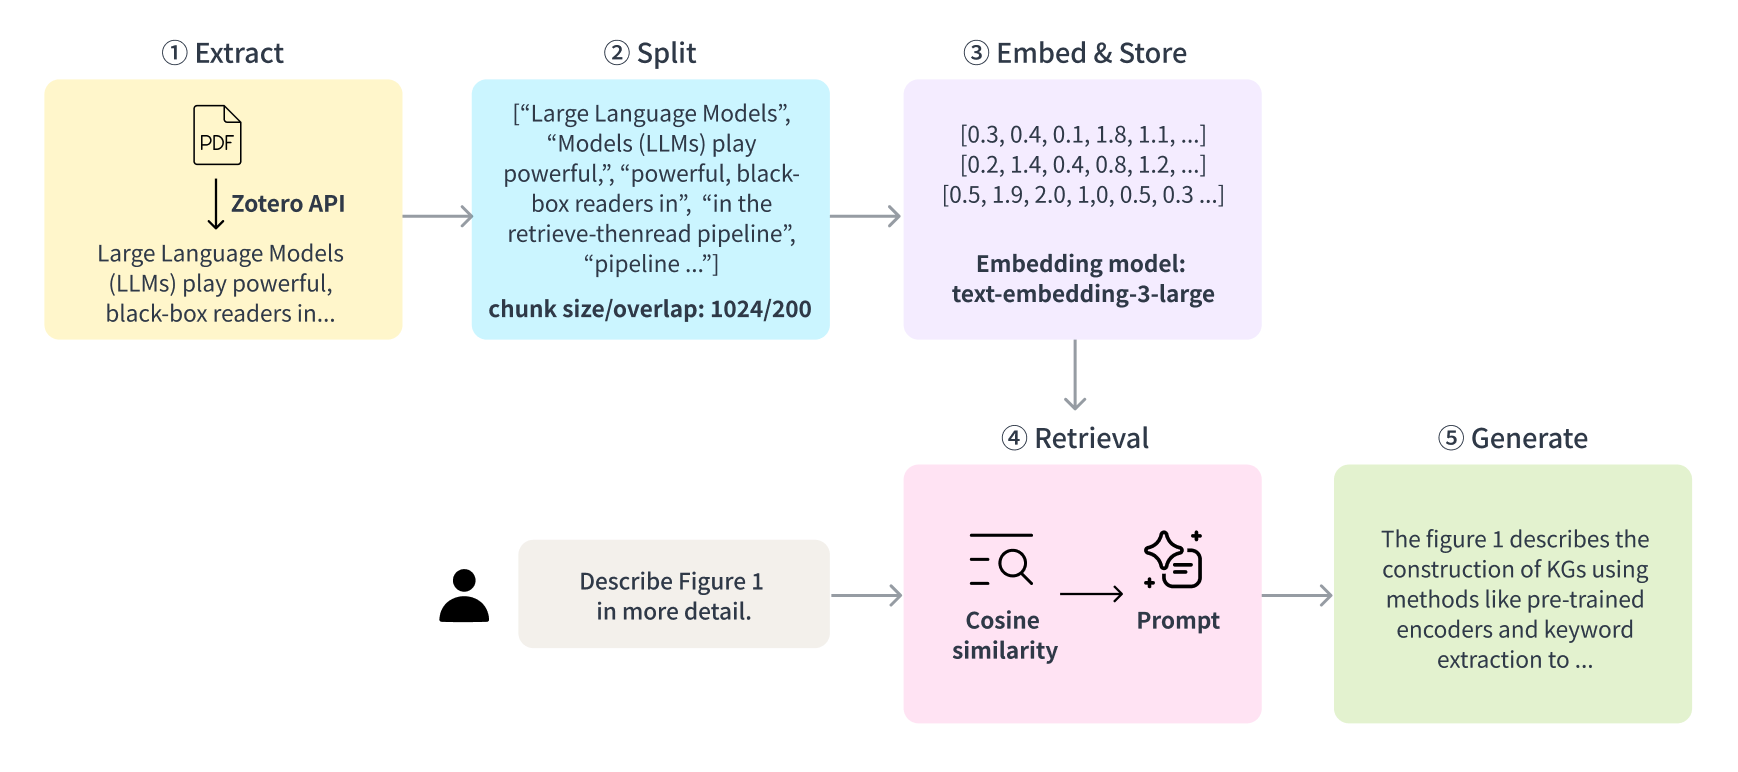 ① Extract
PDF
Zotero API
Large Language Models
(LLMs) play powerful,
black-box readers in...
② Split
[“Large Language Models”,
“Models (LLMs) play
powerful,”, “powerful, black-
box readers in”, “in the
retrieve-thenread pipeline”,
“pipeline ...”]
chunk size/overlap: 1024/200
③ Embed & Store
[0.3, 0.4, 0.1, 1.8, 1.1, ...]
[0.2, 1.4, 0.4, 0.8, 1.2, ...]
[0.5, 1.9, 2.0, 1,0, 0.5, 0.3 ...]
Embedding model:
text-embedding-3-large
Describe Figure 1
in more detail.
④ Retrieval
Cosine
similarity
Prompt
⑤ Generate
The figure 1 describes the
construction of KGs using
methods like pre-trained
encoders and keyword
extraction to ...